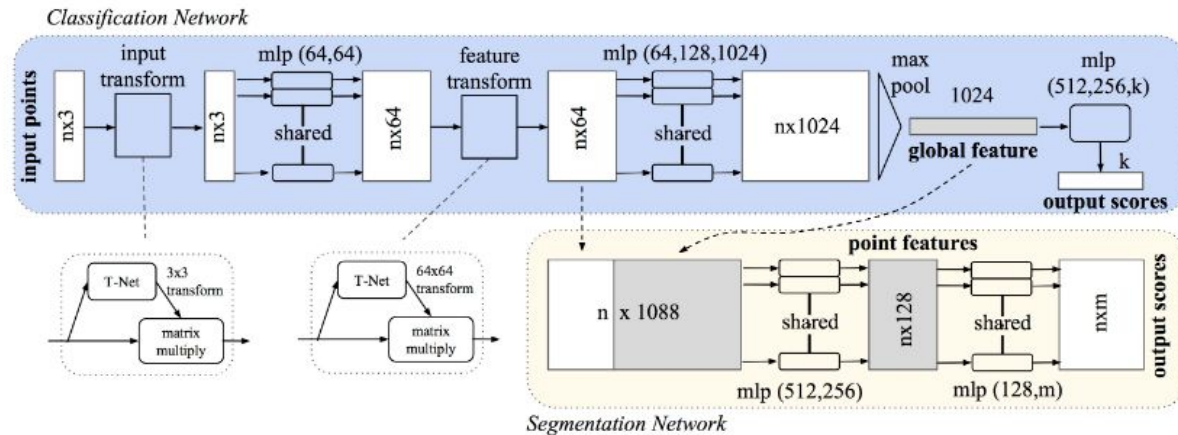 Classification Network
input points
nx3
input
transform
nx3
mlp (64,64)
shared
nx64
feature
transform
nx64
mlp (64,128,1024)
shared
nx1024
max
pool
1024
global feature
mlp
(512,256,k)
k
output scores
T-Net
3x3
transform
matrix
multiply
T-Net
64x64
transform
matrix
multiply
point features
n x 1088
shared
mlp (512,256)
nx128
shared
mlp (128,m)
nxm
output scores
Segmentation Network